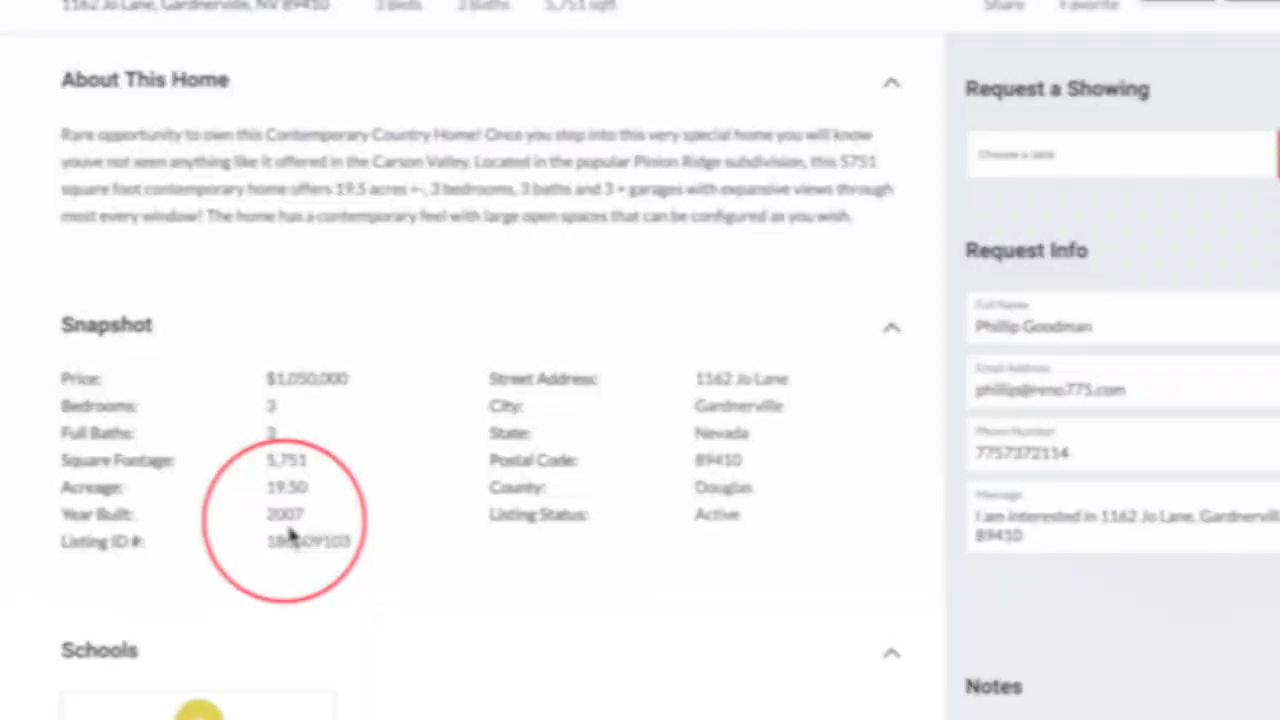 1162 Jo Lane, Gardnerville, NV 89410 3 Beds 3 Baths 5,751 sqft Share Favorite
About This Home
Rare opportunity to own this Contemporary Country Home! Once you step into this very special home you will know
youve not seen anything like it offered in the Carson Valley. Located in the popular Pinion Ridge subdivision, this 5751
square foot contemporary home offers 19.5 acres +-, 3 bedrooms, 3 baths and 3 + garages with expansive views through
most every window! The home has a contemporary feel with large open spaces that can be configured as you wish.
Snapshot
Price: $1,050,000 Street Address: 1162 Jo Lane
Bedrooms: 3 City: Gardnerville
Full Baths: 3 State: Nevada
Square Footage: 5,751 Postal Code: 89410
Acreage: 19.50 County: Douglas
Year Built: 2007 Listing Status: Active
Listing ID #:
Schools
Request a Showing
Choose a date
Request Info
Full Name
Phillip Goodman
Email Address
phillip@reno775.com
Phone Number
7757372114
Message
I am interested in 1162 Jo Lane,
89410
Notes